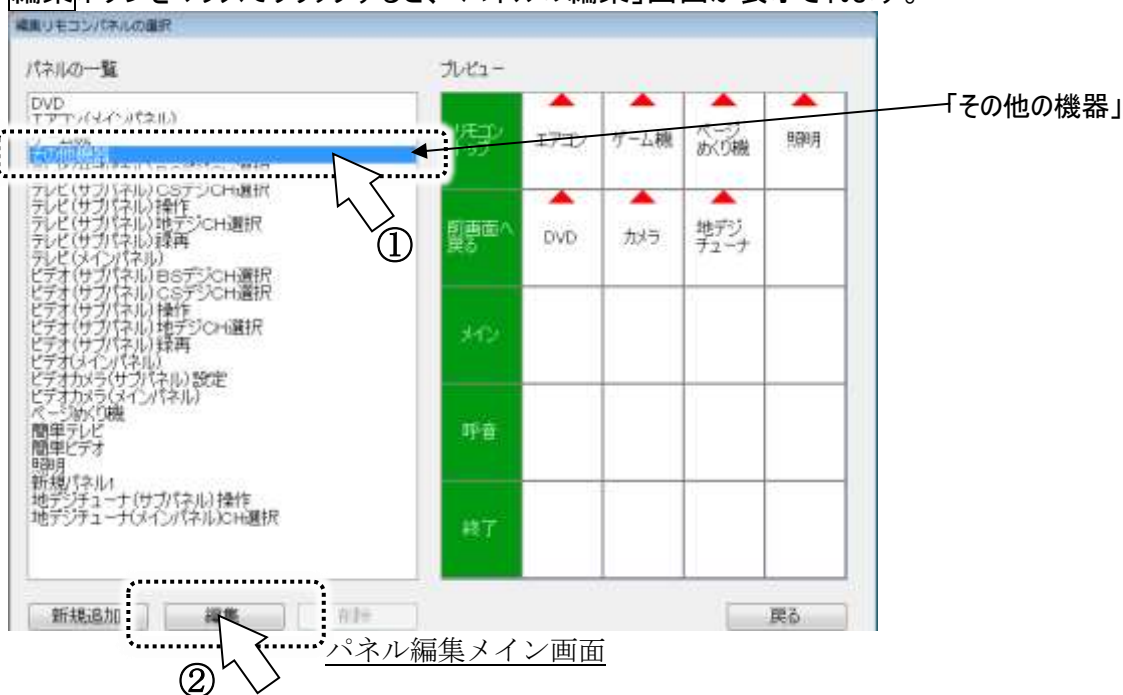 編集ボタンをマウスでクリックすると、「パネルの編集」画面が表示されます。
編集リモコンパネルの選択
パネルの一覧
プレビュー
DVD
エアコン(メインパネル)
その他機器
テレビ(サブパネル)CSデジCH選択
テレビ(サブパネル)操作
テレビ(サブパネル)地デジCH選択
テレビ(サブパネル)録再
テレビ(メインパネル)
ビデオ(サブパネル)BSデジCH選択
ビデオ(サブパネル)CSデジCH選択
ビデオ(サブパネル)操作
ビデオ(サブパネル)地デジCH選択
ビデオ(サブパネル)録再
ビデオ(メインパネル)
ビデオカメラ(サブパネル)設定
ビデオカメラ(メインパネル)
ページめくり機
簡単テレビ
簡単ビデオ
照明
新規パネル1
地デジチューナ(サブパネル)操作
地デジチューナ(メインパネル)CH選択
リモコン
トップ
エアコン
ゲーム機
ページ
めくり機
照明
前画面へ
戻る
DVD
カメラ
地デジ
チューナ
メイン
呼音
終了
「その他の機器」
①
新規追加
編集
削除
戻る
パネル編集メイン画面
②